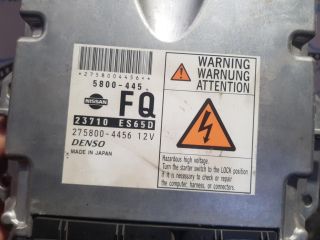 *2758004456*
5800-445
NISSAN
FQ
23710 ES65D
275800-4456 12V
DENSO
MADE IN JAPAN
WARNING
WARNUNG
ATTENTION
Hazardous high voltage.
Turn the starter switch to the LOCK position
if it is necessary to check or repair
the computer, harness, or connectors.